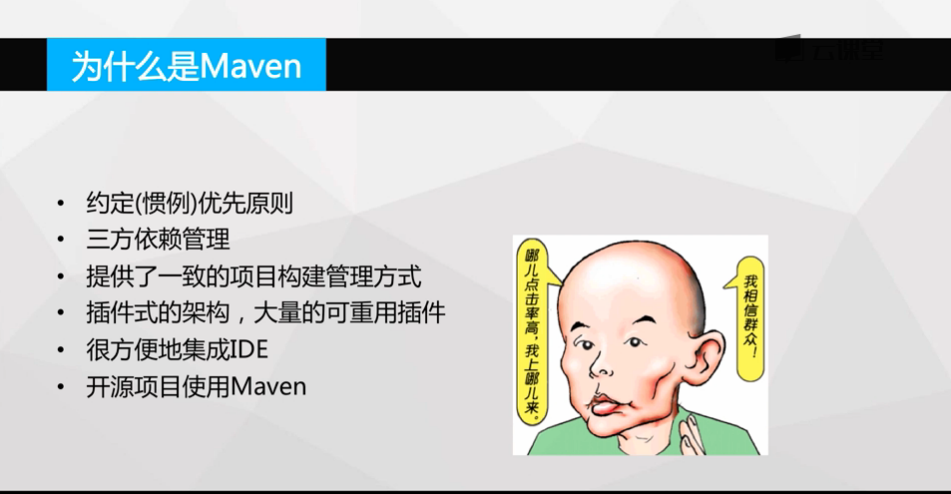 云课堂
为什么是Maven
约定(惯例)优先原则
三方依赖管理
提供了一致的项目构建管理方式
插件式的架构，大量的可重用插件
很方便地集成IDE
开源项目使用Maven
哪儿点击率高，我上哪儿来。
我相信群众！